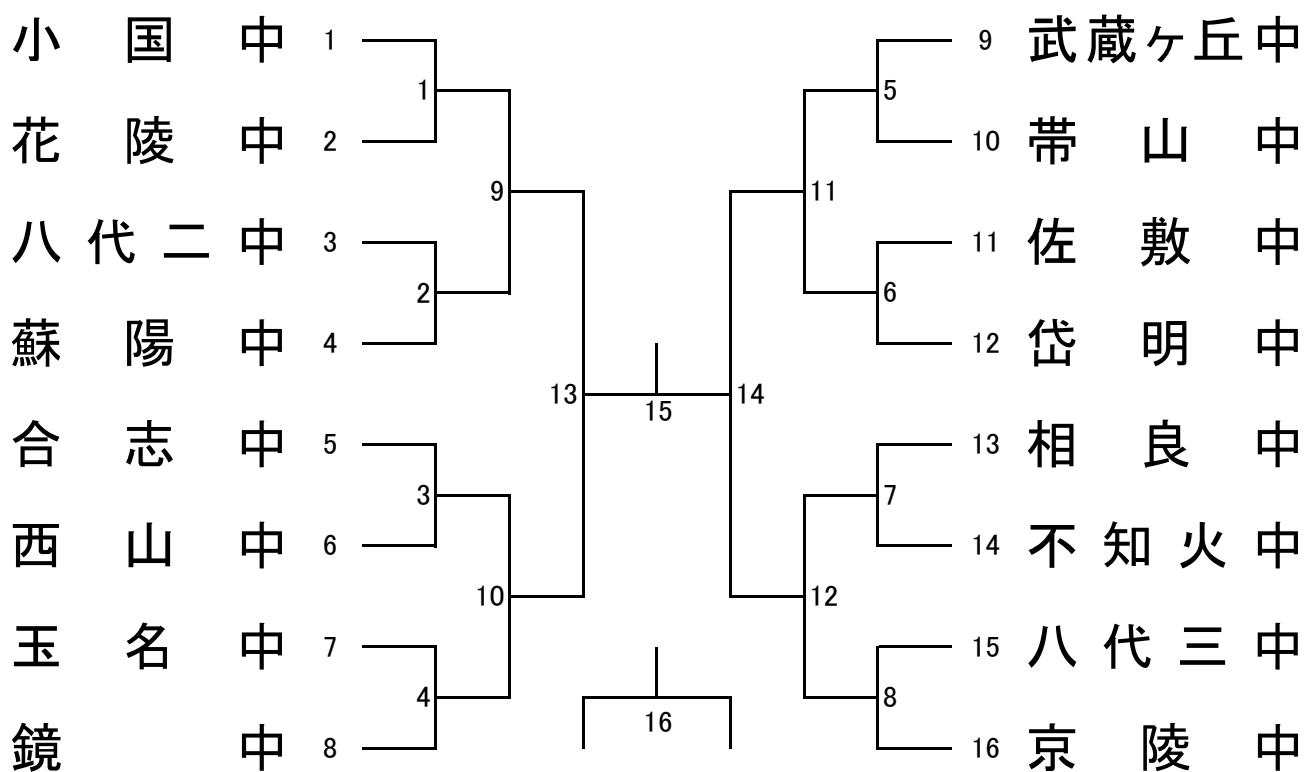 小国中 1
花陵中 2
八代二中 3
蘇陽中 4
合志中 5
西山中 6
玉名中 7
鏡中 8
1
2
3
4
9
10
13
15
16
14
11
12
5
6
7
8
9 武蔵ヶ丘中
10 帯山中
11 佐敷中
12 岱明中
13 相良中
14 不知火中
15 八代三中
16 京陵中